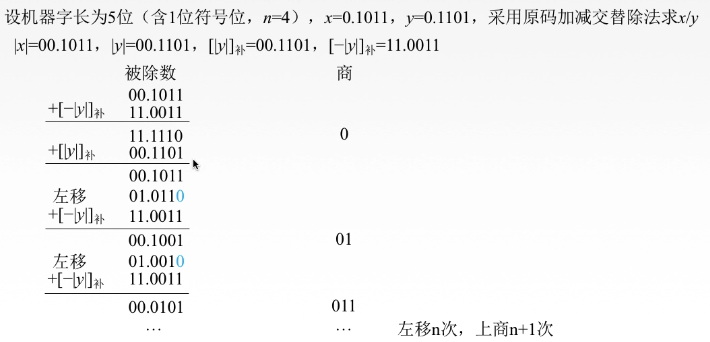 设机器字长为5位（含1位符号位，n=4），x=0.1011，y=0.1101，采用原码加减交替除法求x/y
|x|=00.1011，|y|=00.1101，[|y|]补=00.1101，[−|y|]补=11.0011
被除数 商
00.1011
+[−|y|]补 11.0011
11.1110 0
+[|y|]补 00.1101
00.1011
左移 01.0110
+[−|y|]补 11.0011
00.1001 01
左移 01.0010
+[−|y|]补 11.0011
00.0101 011
… … 左移n次，上商n+1次